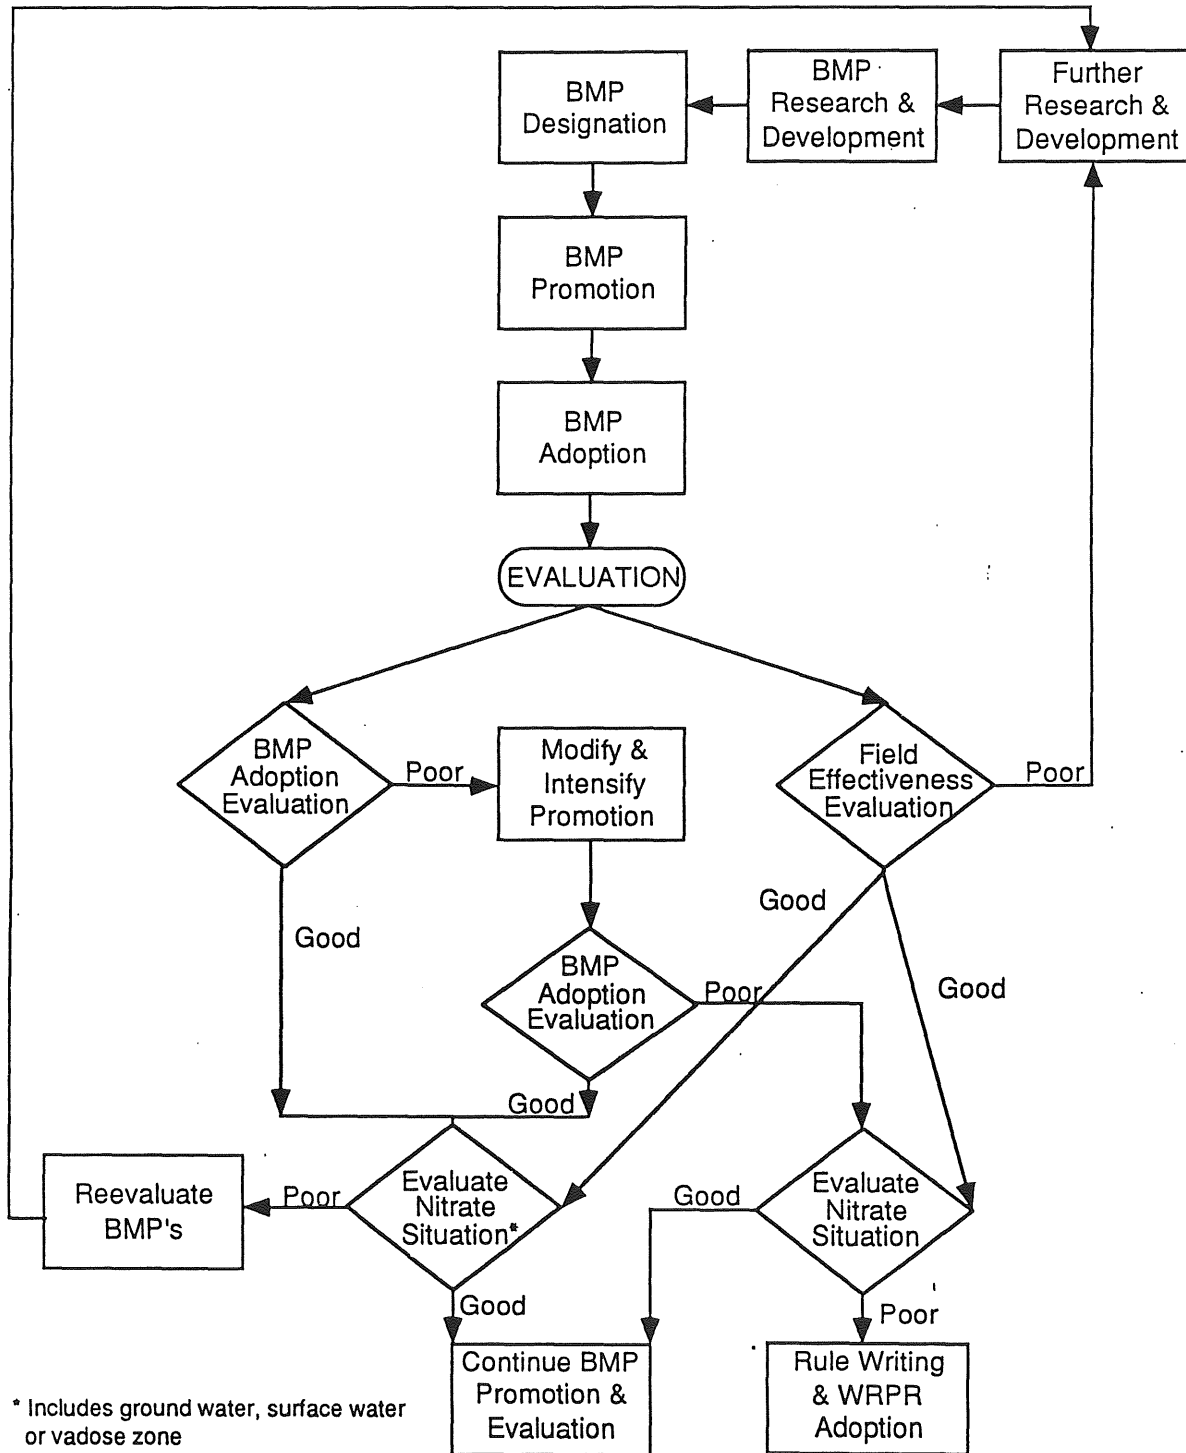 BMP
Designation
BMP
Research &
Development
Further
Research &
Development
BMP
Promotion
BMP
Adoption
EVALUATION
BMP
Adoption
Evaluation
Poor
Modify &
Intensify
Promotion
Field
Effectiveness
Evaluation
Poor
Good
Good
Good
BMP
Adoption
Evaluation
Poor
Good
Reevaluate
BMP's
Poor
Evaluate
Nitrate
Situation*
Good
Evaluate
Nitrate
Situation
Good
Poor
Continue BMP
Promotion &
Evaluation
Rule Writing
& WRPR
Adoption
* Includes ground water, surface water
or vadose zone